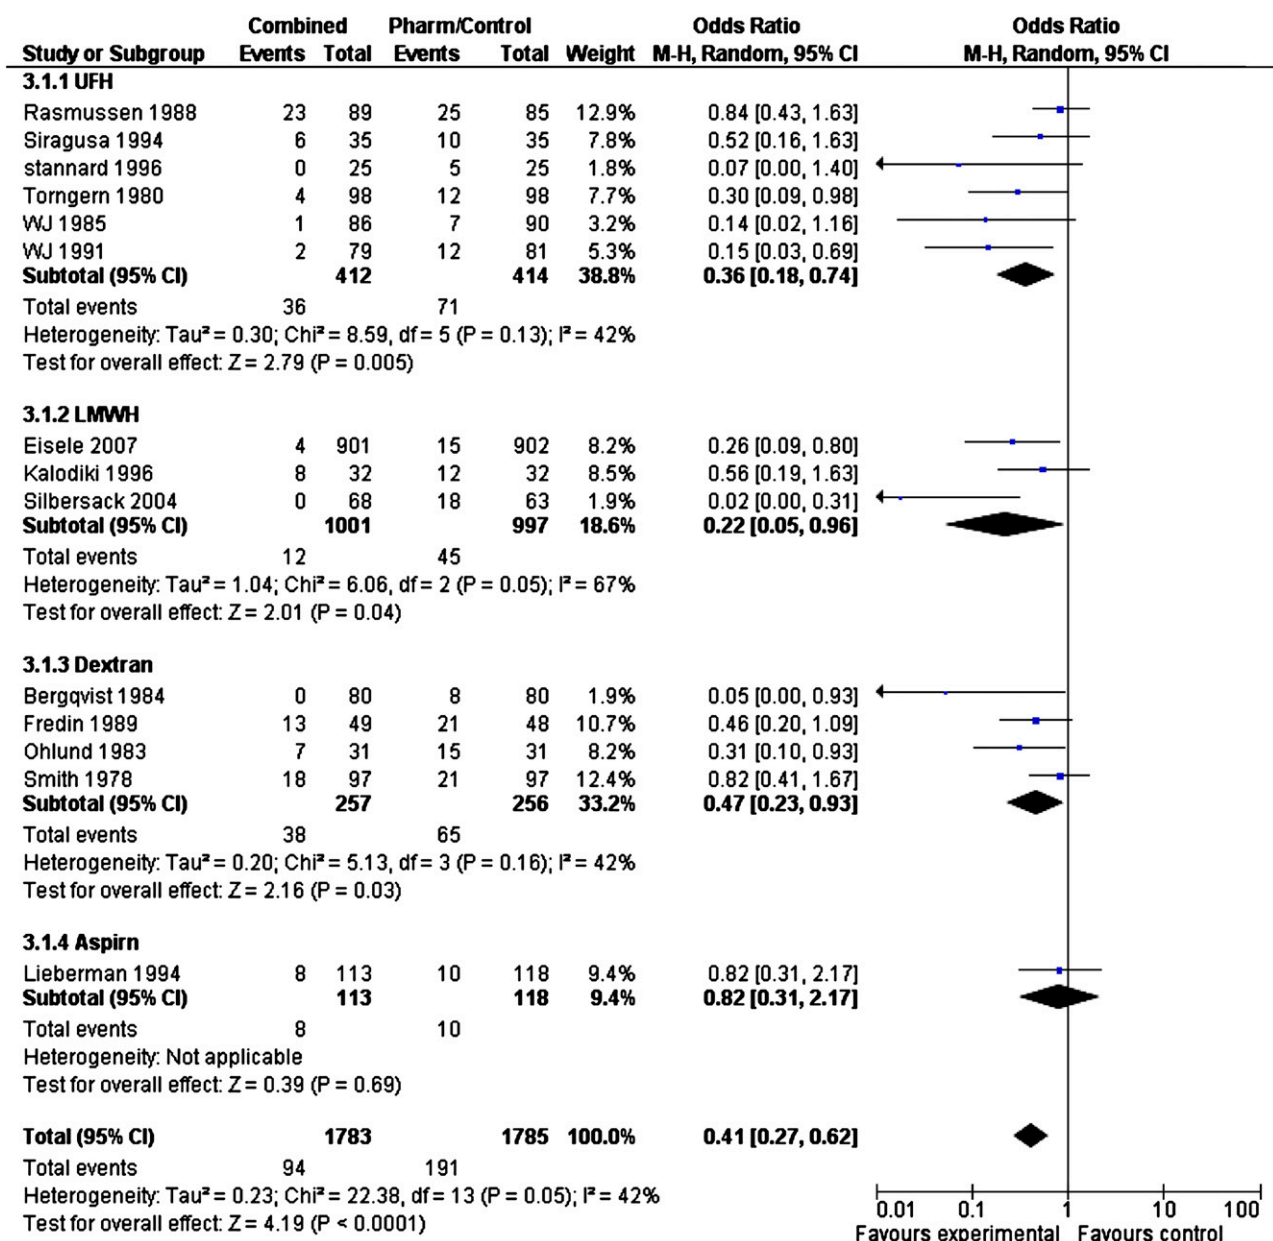 Combined Pharm/Control Odds Ratio Odds Ratio
Study or Subgroup Events Total Events Total Weight M-H, Random, 95% CI M-H, Random, 95% CI
3.1.1 UFH
Rasmussen 1988 23 89 25 85 12.9% 0.84 [0.43, 1.63]
Siragusa 1994 6 35 10 35 7.8% 0.52 [0.16, 1.63]
stannard 1996 0 25 5 25 1.8% 0.07 [0.00, 1.40]
Torngern 1980 4 98 12 98 7.7% 0.30 [0.09, 0.98]
WJ 1985 1 86 7 90 3.2% 0.14 [0.02, 1.16]
WJ 1991 2 79 12 81 5.3% 0.15 [0.03, 0.69]
Subtotal (95% CI) 412 414 38.8% 0.36 [0.18, 0.74]
Total events 36 71
Heterogeneity: Tau² = 0.30; Chi² = 8.59, df = 5 (P = 0.13); I² = 42%
Test for overall effect: Z = 2.79 (P = 0.005)
3.1.2 LMWH
Eisele 2007 4 901 15 902 8.2% 0.26 [0.09, 0.80]
Kalodiki 1996 8 32 12 32 8.5% 0.56 [0.19, 1.63]
Silbersack 2004 0 68 18 63 1.9% 0.02 [0.00, 0.31]
Subtotal (95% CI) 1001 997 18.6% 0.22 [0.05, 0.96]
Total events 12 45
Heterogeneity: Tau² = 1.04; Chi² = 6.06, df = 2 (P = 0.05); I² = 67%
Test for overall effect: Z = 2.01 (P = 0.04)
3.1.3 Dextran
Bergqvist 1984 0 80 8 80 1.9% 0.05 [0.00, 0.93]
Fredin 1989 13 49 21 48 10.7% 0.46 [0.20, 1.09]
Ohlund 1983 7 31 15 31 8.2% 0.31 [0.10, 0.93]
Smith 1978 18 97 21 97 12.4% 0.82 [0.41, 1.67]
Subtotal (95% CI) 257 256 33.2% 0.47 [0.23, 0.93]
Total events 38 65
Heterogeneity: Tau² = 0.20; Chi² = 5.13, df = 3 (P = 0.16); I² = 42%
Test for overall effect: Z = 2.16 (P = 0.03)
3.1.4 Aspirn
Lieberman 1994 8 113 10 118 9.4% 0.82 [0.31, 2.17]
Subtotal (95% CI) 113 118 9.4% 0.82 [0.31, 2.17]
Total events 8 10
Heterogeneity: Not applicable
Test for overall effect: Z = 0.39 (P = 0.69)
Total (95% CI) 1783 1785 100.0% 0.41 [0.27, 0.62]
Total events 94 191
Heterogeneity: Tau² = 0.23; Chi² = 22.38, df = 13 (P = 0.05); I² = 42%
Test for overall effect: Z = 4.19 (P < 0.0001)
0.01 0.1 1 10 100
Favours experimental Favours control